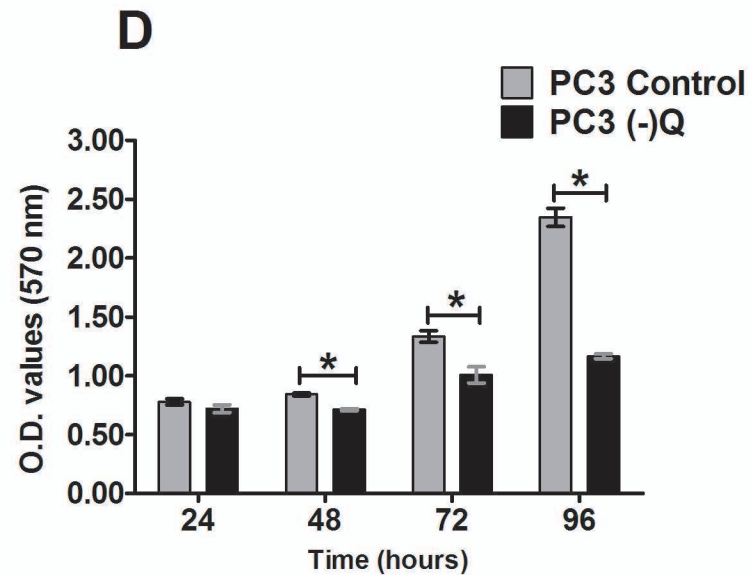 D
PC3 Control
PC3 (-)Q
3.00
2.50
2.00
1.50
1.00
0.50
0.00
O.D. values (570 nm)
*
*
*
24 48 72 96
Time (hours)